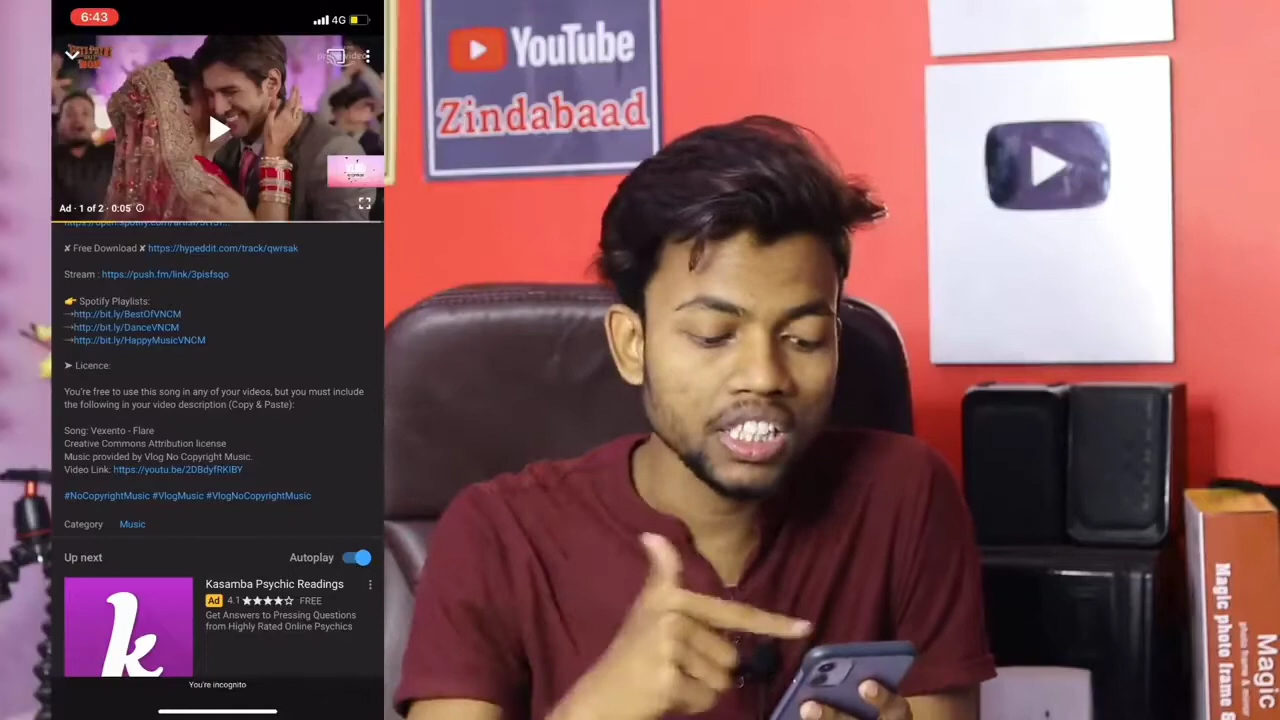 6:43
4G
Ad · 1 of 2 · 0:05
✘ Free Download ✘ https://hypeddit.com/track/qwrsak
Stream : https://push.fm/link/3pisfsqo
👉 Spotify Playlists:
→http://bit.ly/BestOfVNCM
→http://bit.ly/DanceVNCM
→http://bit.ly/HappyMusicVNCM
➤ Licence:
You're free to use this song in any of your videos, but you must include
the following in your video description (Copy & Paste):
Song: Vexento - Flare
Creative Commons Attribution license
Music provided by Vlog No Copyright Music.
Video Link: https://youtu.be/2DBdyfRKIBY
#NoCopyrightMusic #VlogMusic #VlogNoCopyrightMusic
Category Music
Up next Autoplay
Kasamba Psychic Readings
Ad 4.1 ★★★★☆ FREE
Get Answers to Pressing Questions
from Highly Rated Online Psychics
You're incognito
YouTube
Zindabaad
Magic photo frame &
Magic
photo frame &